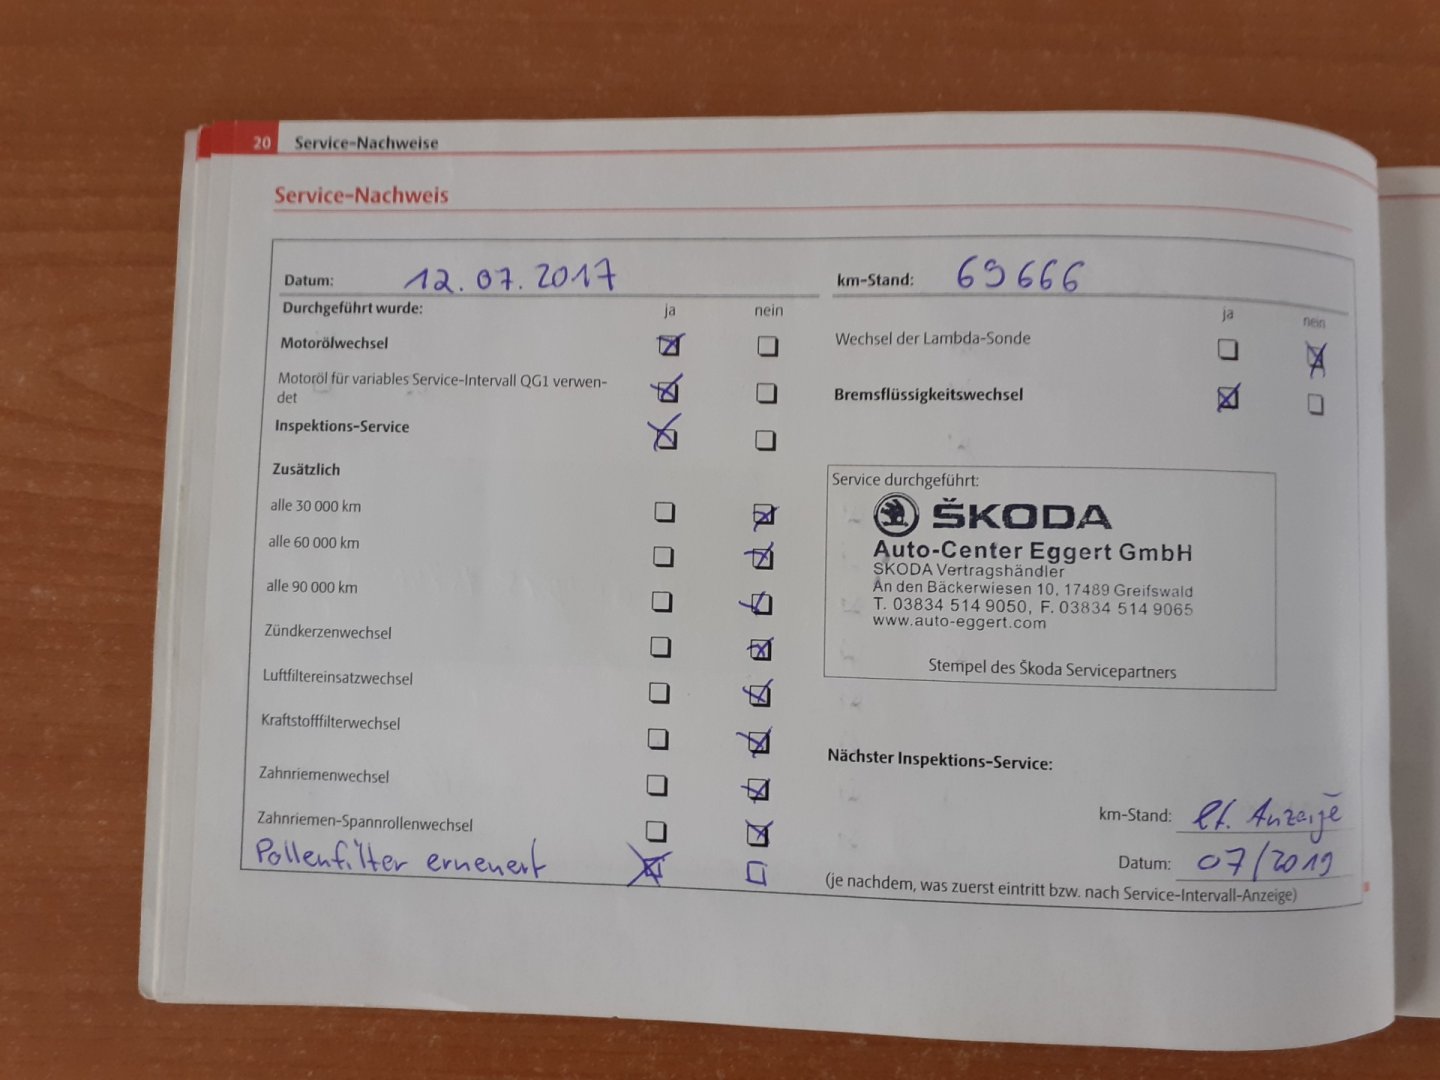 20 Service-Nachweise
Service-Nachweis
Datum: 12.07.2017
km-Stand: 69666
Durchgeführt wurde: ja nein
Motorölwechsel
Motoröl für variables Service-Intervall QG1 verwen-
det
Inspektions-Service
Zusätzlich
alle 30 000 km
alle 60 000 km
alle 90 000 km
Zündkerzenwechsel
Luftfiltereinsatzwechsel
Kraftstofffilterwechsel
Zahnriemenwechsel
Zahnriemen-Spannrollenwechsel
Pollenfilter erneuert
ja nein
Wechsel der Lambda-Sonde
Bremsflüssigkeitswechsel
Service durchgeführt:
ŠKODA
Auto-Center Eggert GmbH
SKODA Vertragshändler
An den Bäckerwiesen 10, 17489 Greifswald
T. 03834 514 9050, F. 03834 514 9065
www.auto-eggert.com
Stempel des Škoda Servicepartners
Nächster Inspektions-Service:
km-Stand: lt. Anzeige
Datum: 07/2019
(je nachdem, was zuerst eintritt bzw. nach Service-Intervall-Anzeige)